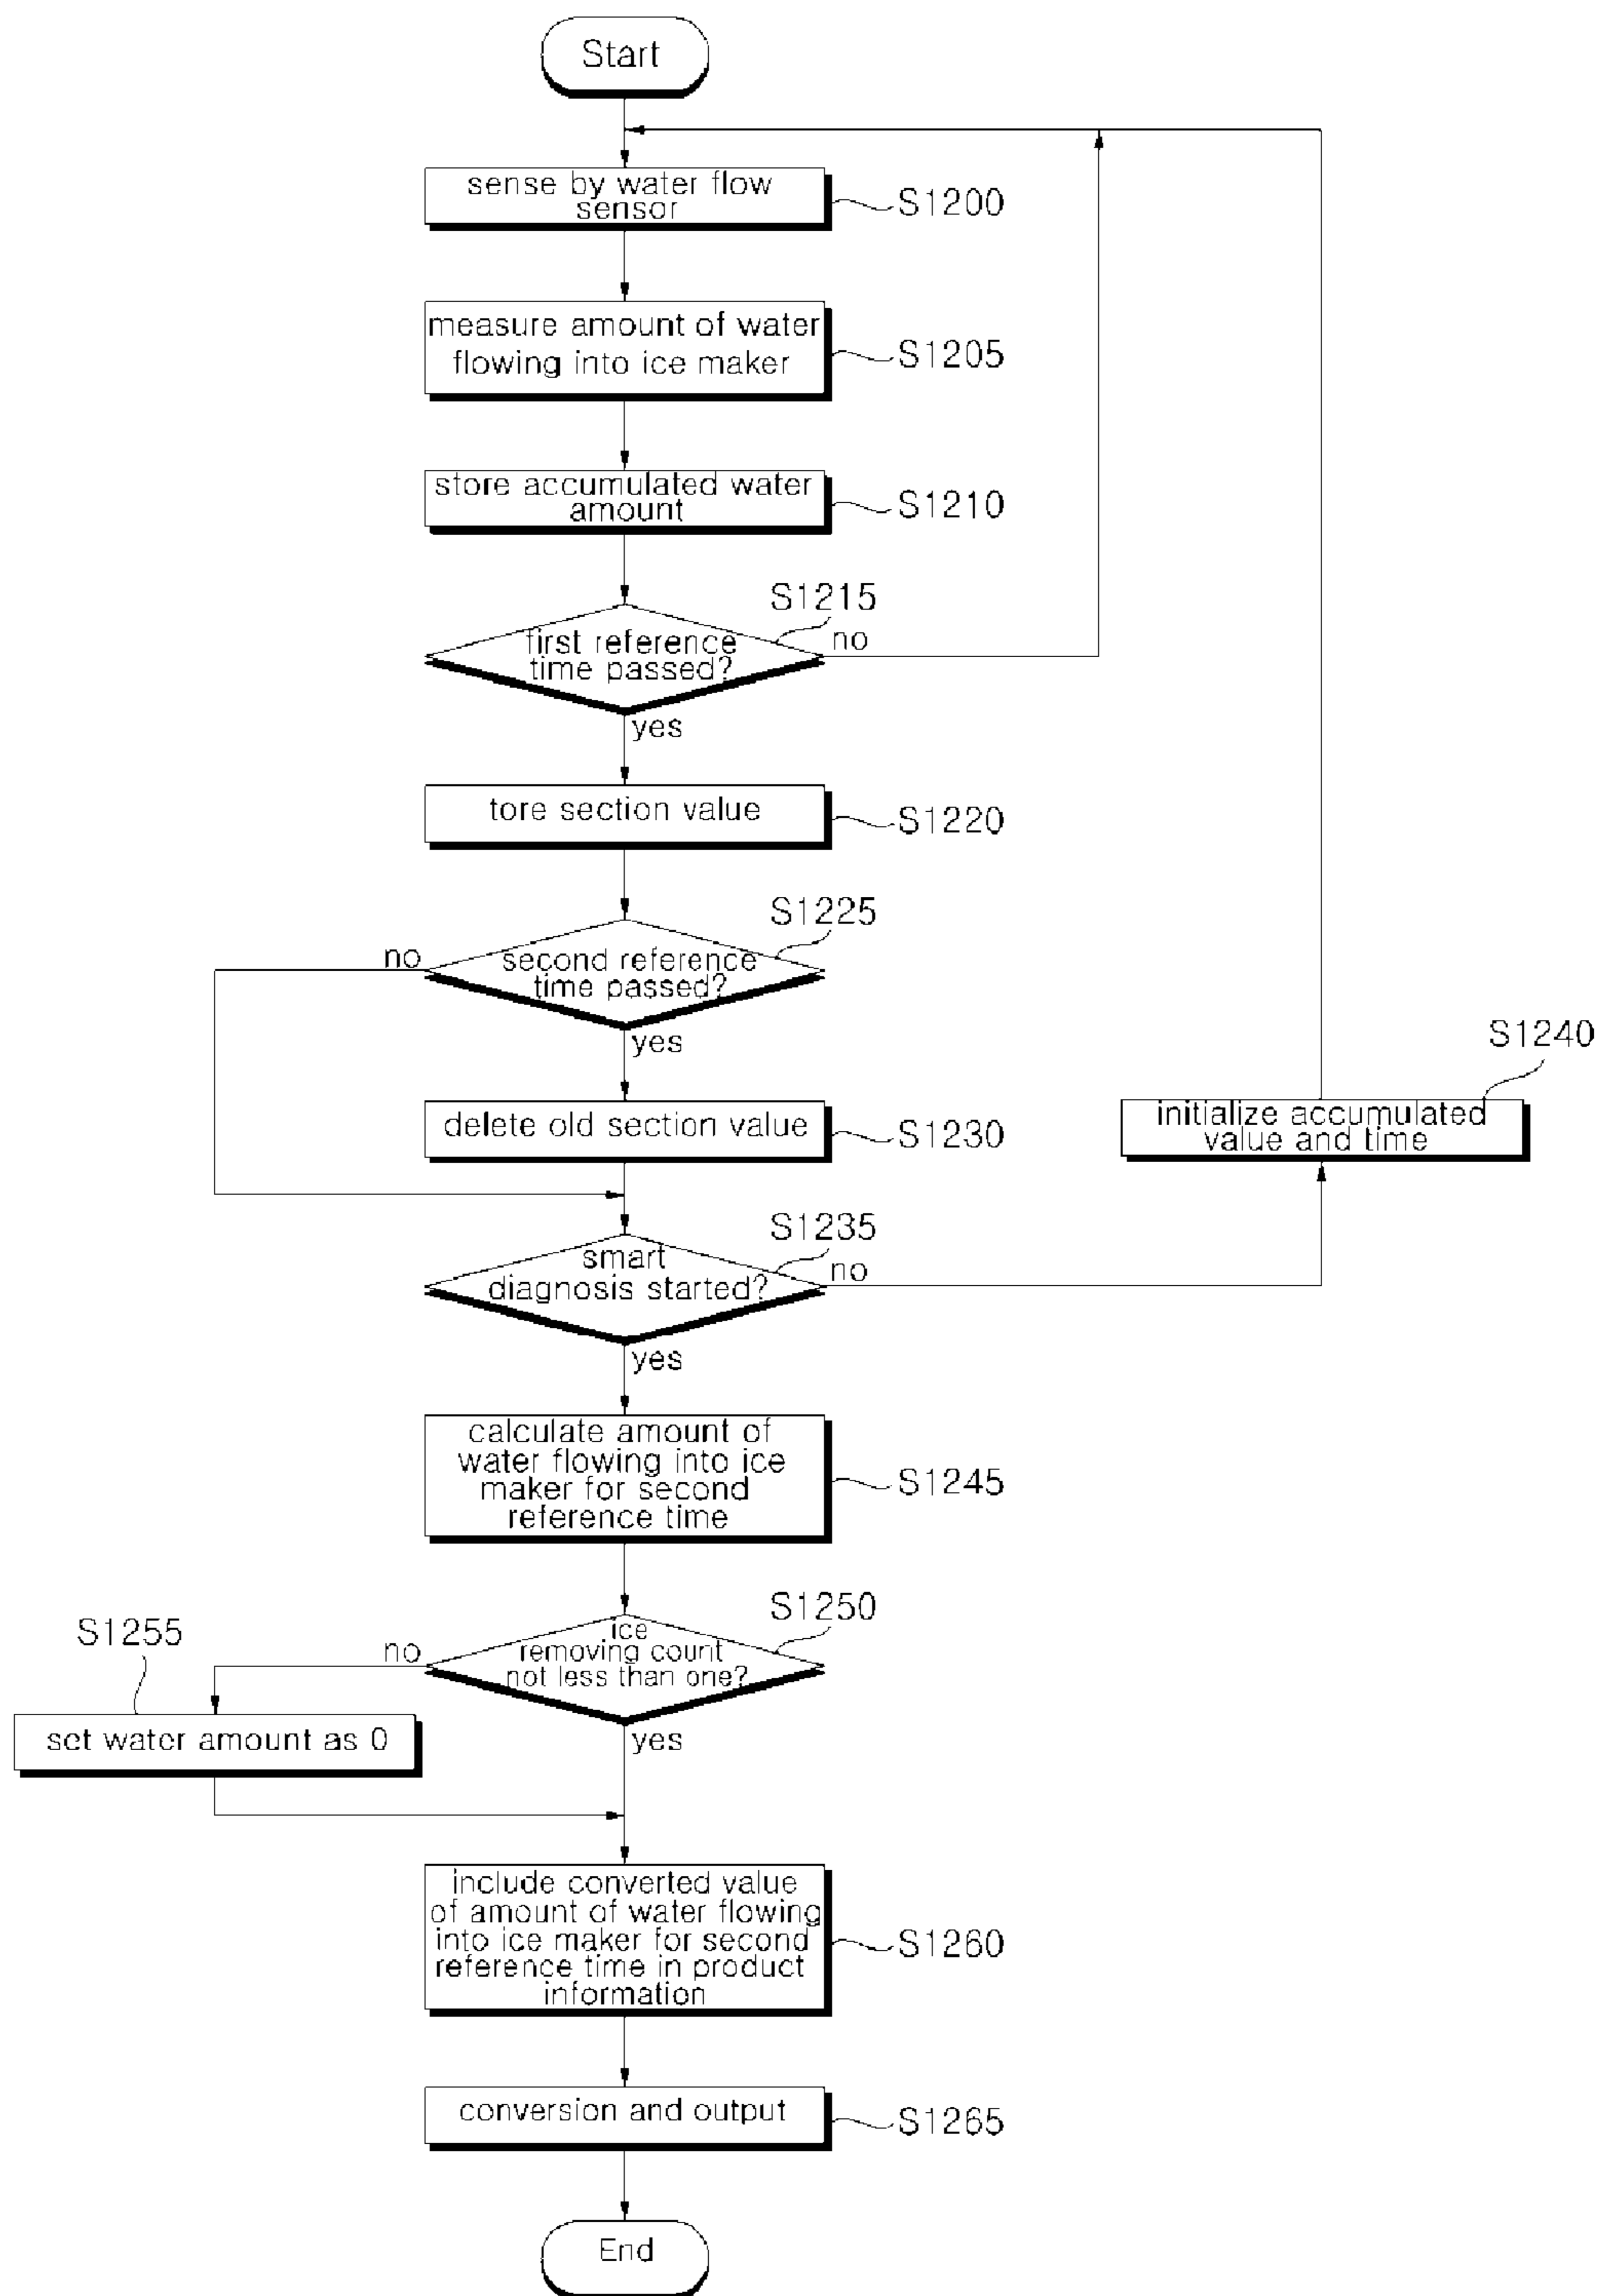 Start
sense by water flow
sensor
S1200
measure amount of water
flowing into ice maker
S1205
store accumulated water
amount
S1210
S1215
first reference
time passed?
no
yes
tore section value
S1220
S1225
no
second reference
time passed?
yes
S1240
delete old section value
S1230
initialize accumulated
value and time
S1235
smart
diagnosis started?
no
yes
calculate amount of
water flowing into ice
maker for second
reference time
S1245
S1250
S1255
no
ice
removing count
not less than one?
set water amount as 0
yes
include converted value
of amount of water flowing
into ice maker for second
reference time in product
information
S1260
conversion and output
S1265
End